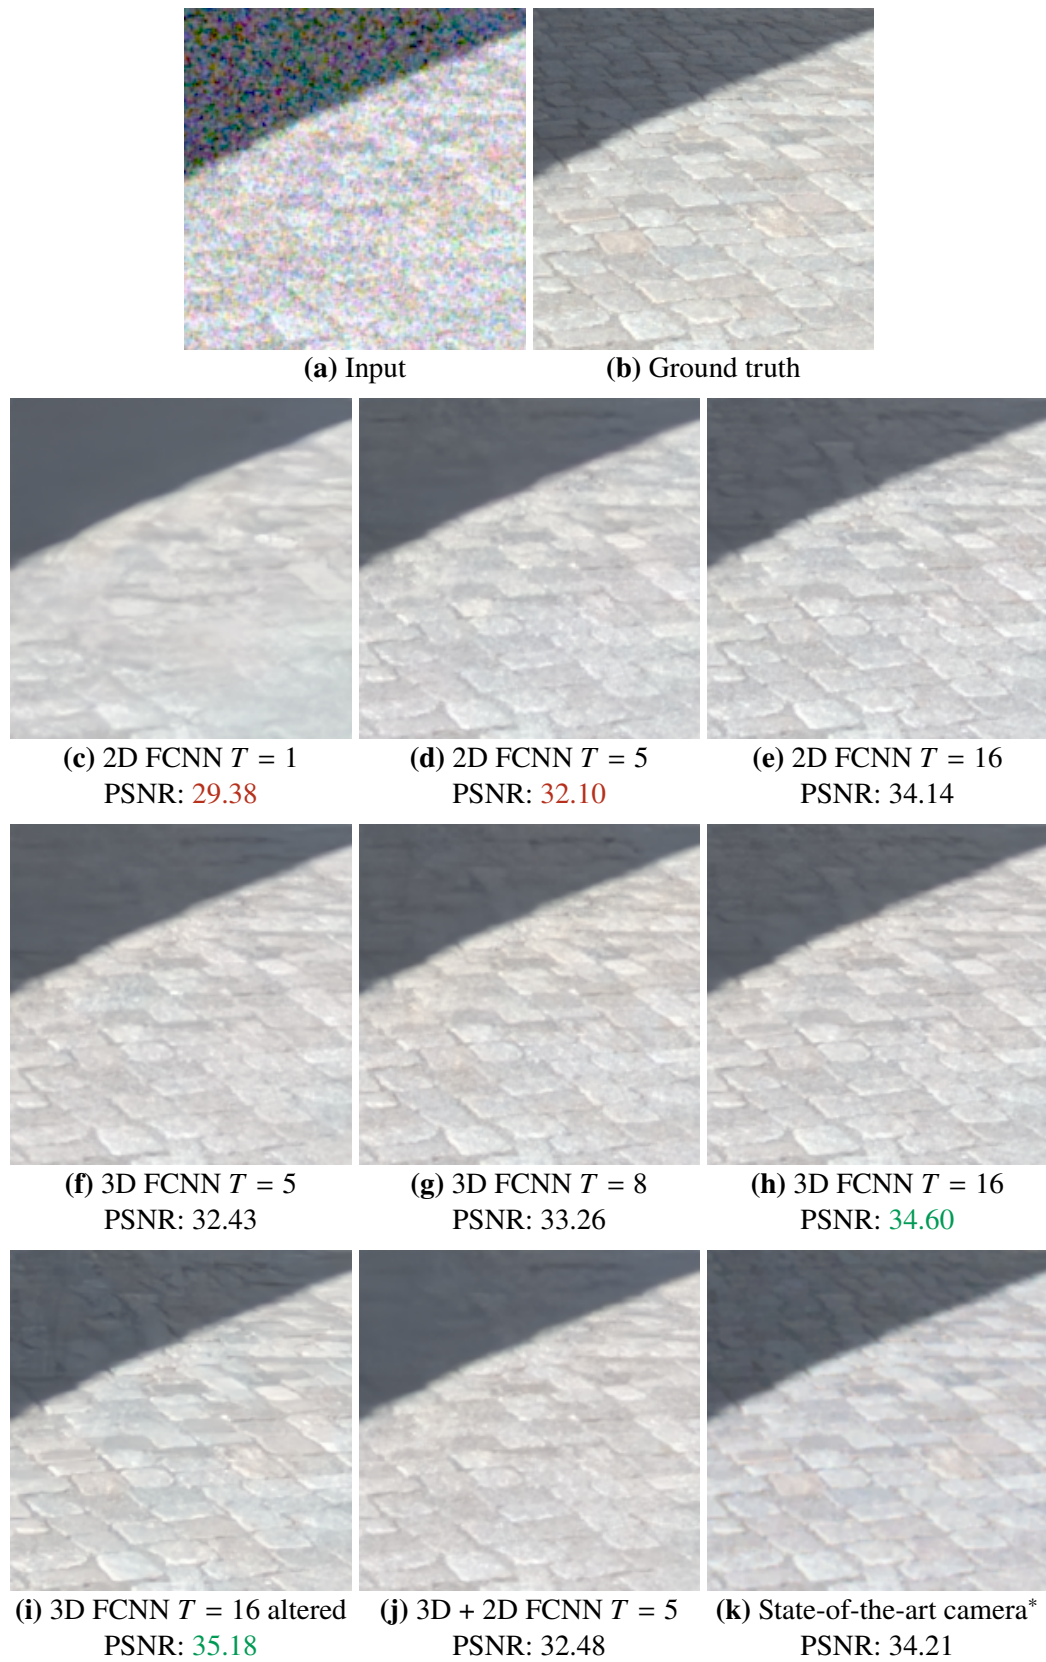 (a) Input
(b) Ground truth
(c) 2D FCNN T = 1
PSNR: 29.38
(d) 2D FCNN T = 5
PSNR: 32.10
(e) 2D FCNN T = 16
PSNR: 34.14
(f) 3D FCNN T = 5
PSNR: 32.43
(g) 3D FCNN T = 8
PSNR: 33.26
(h) 3D FCNN T = 16
PSNR: 34.60
(i) 3D FCNN T = 16 altered
PSNR: 35.18
(j) 3D + 2D FCNN T = 5
PSNR: 32.48
(k) State-of-the-art camera*
PSNR: 34.21